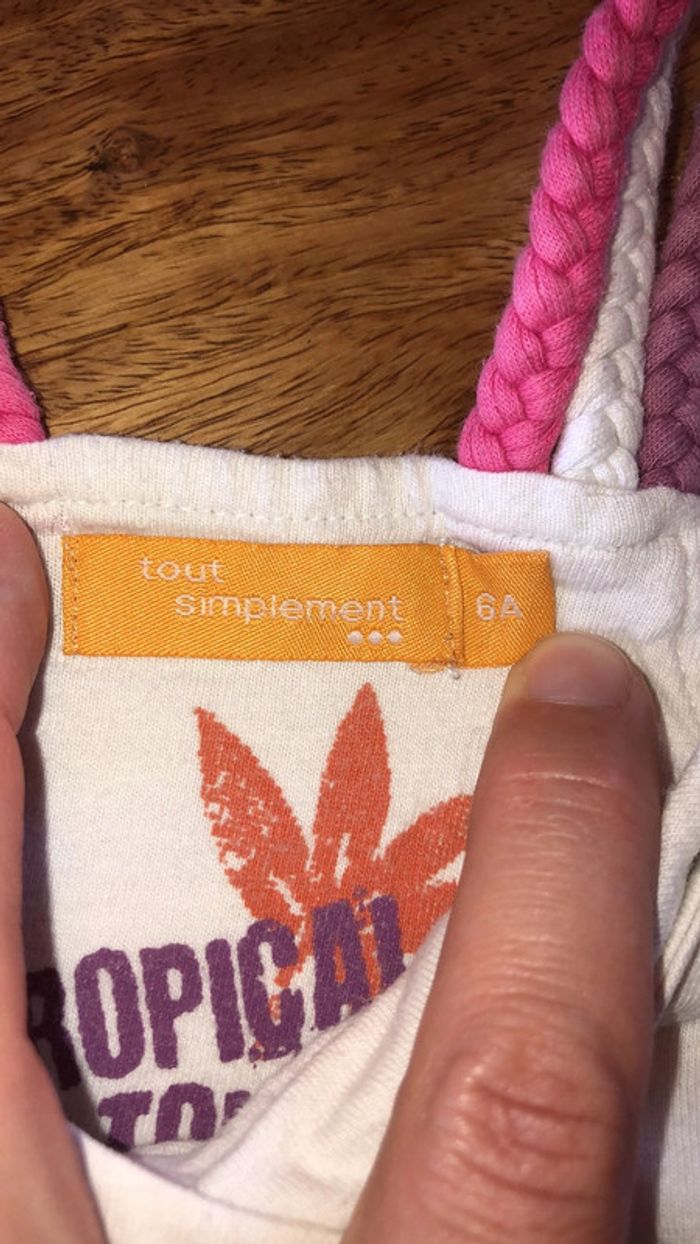 tout
simplement
6A
ROPICAL